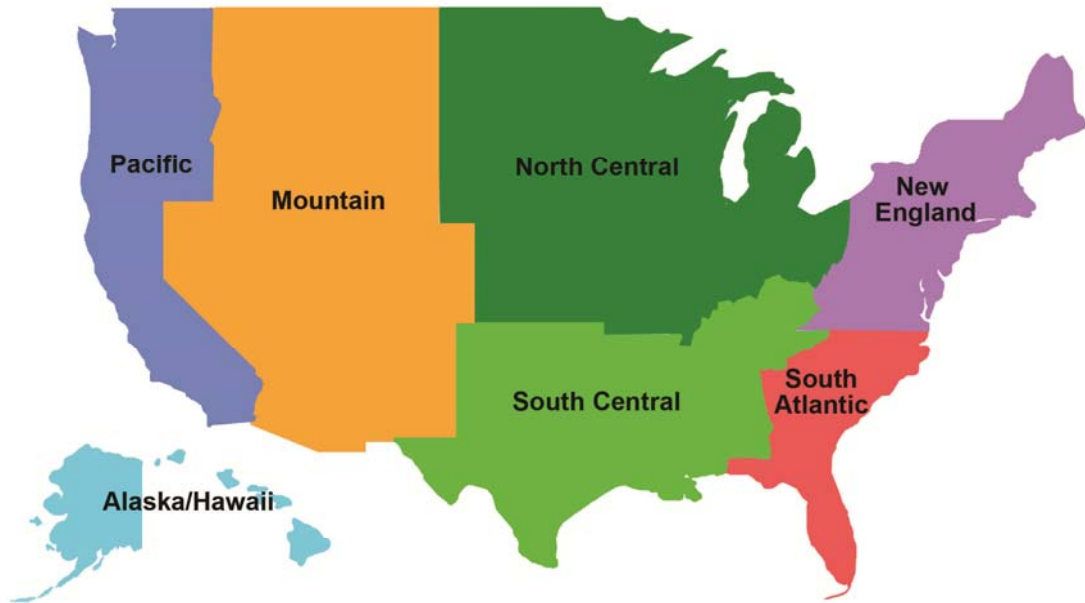 Pacific
Mountain
North Central
New
England
South Central
South
Atlantic
Alaska/Hawaii